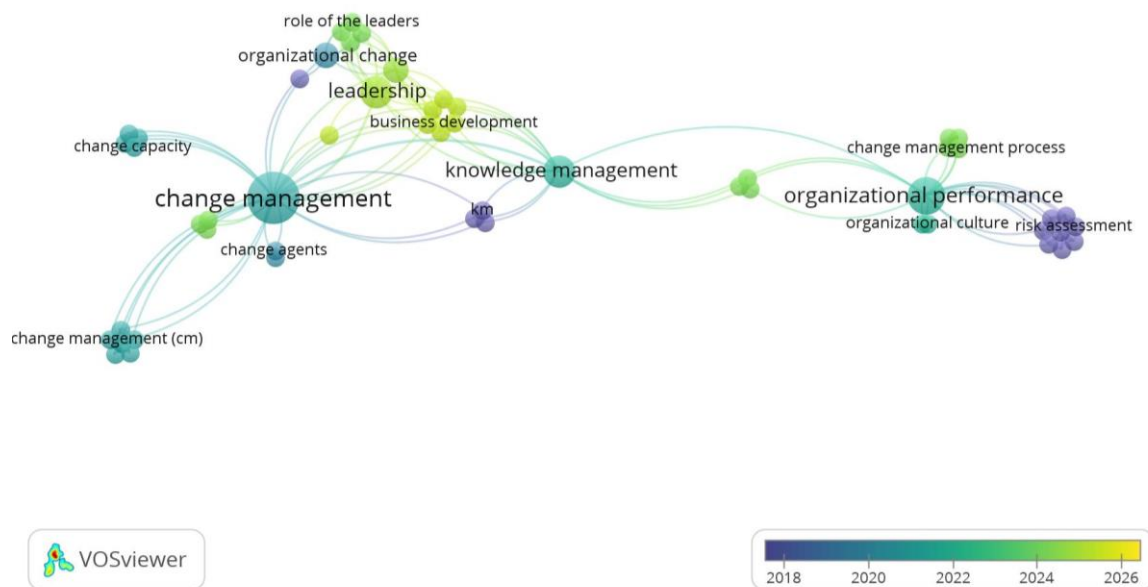 role of the leaders
organizational change
leadership
business development
change capacity
knowledge management
change management process
change management
organizational performance
km
organizational culture
risk assessment
change agents
change management (cm)
VOSviewer
2018
2020
2022
2024
2026